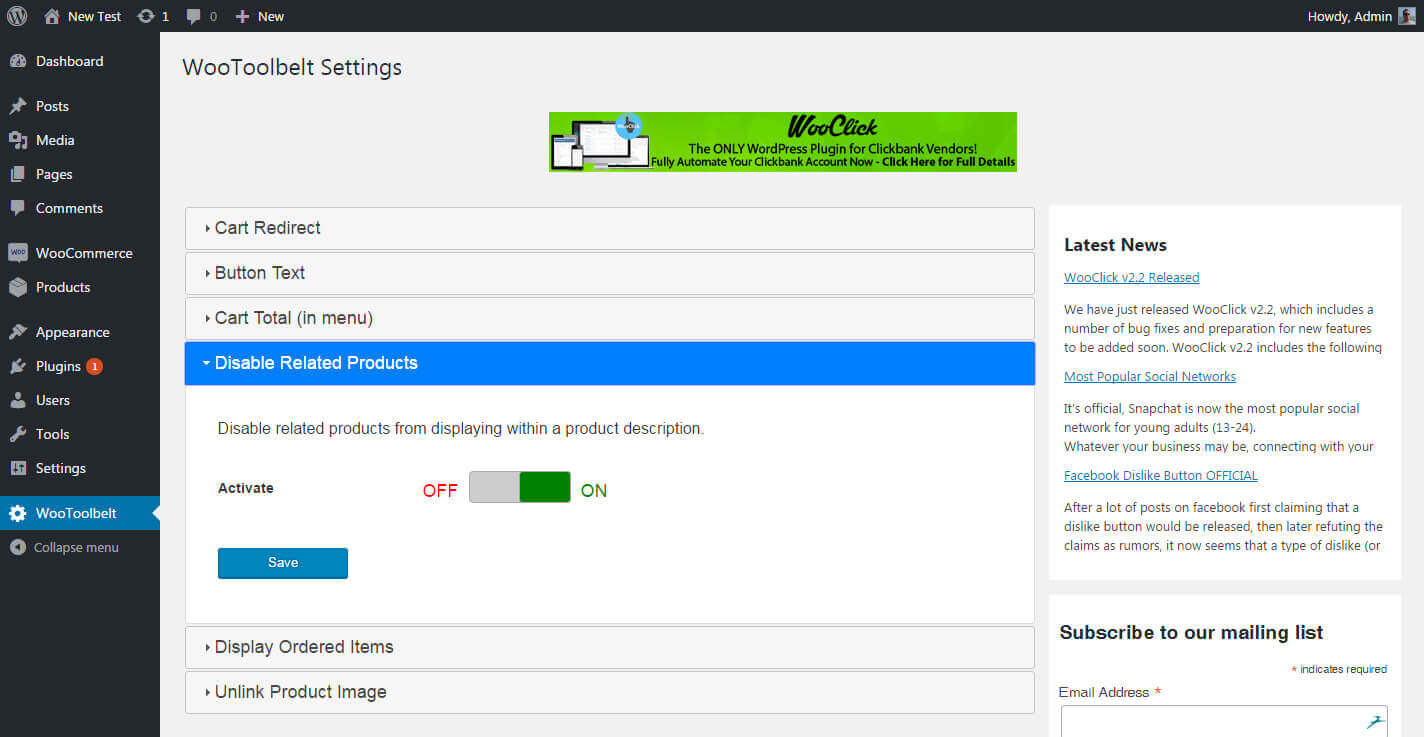 New Test 1 0 New Howdy, Admin
Dashboard
Posts
Media
Pages
Comments
WooCommerce
Products
Appearance
Plugins 1
Users
Tools
Settings
WooToolbelt
Collapse menu
WooToolbelt Settings
WooClick
The ONLY WordPress Plugin for Clickbank Vendors!
Fully Automate Your Clickbank Account Now - Click Here for Full Details
Cart Redirect
Button Text
Cart Total (in menu)
Disable Related Products
Disable related products from displaying within a product description.
Activate OFF ON
Save
Display Ordered Items
Unlink Product Image
Latest News
WooClick v2.2 Released
We have just released WooClick v2.2, which includes a
number of bug fixes and preparation for new features
to be added soon. WooClick v2.2 includes the following
Most Popular Social Networks
It's official, Snapchat is now the most popular social
network for young adults (13-24).
Whatever your business may be, connecting with your
Facebook Dislike Button OFFICIAL
After a lot of posts on facebook first claiming that a
dislike button would be released, then later refuting the
claims as rumors, it now seems that a type of dislike (or
Subscribe to our mailing list
* indicates required
Email Address *